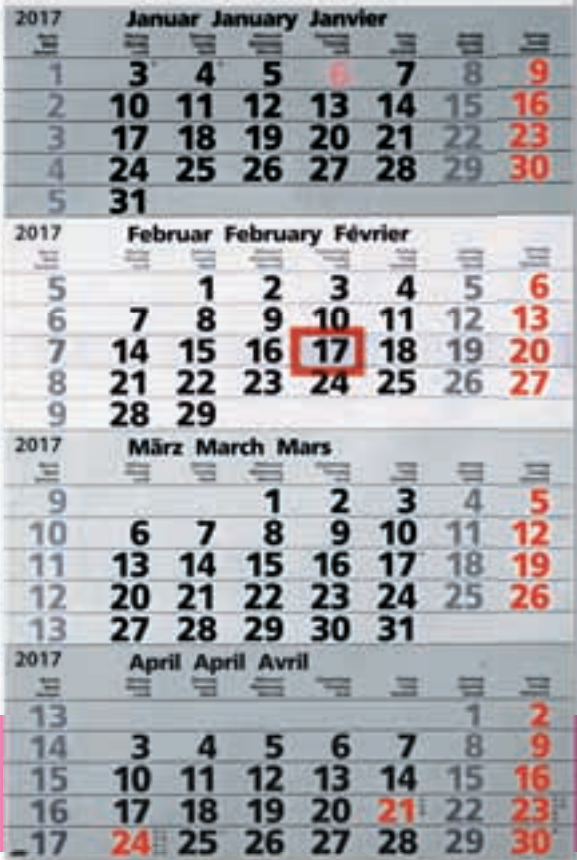 2017 Januar January Janvier
1 3 4 5 6 7 8 9
2 10 11 12 13 14 15 16
3 17 18 19 20 21 22 23
4 24 25 26 27 28 29 30
5 31
2017 Februar February Février
5 1 2 3 4 5 6
6 7 8 9 10 11 12 13
7 14 15 16 17 18 19 20
8 21 22 23 24 25 26 27
9 28 29
2017 März March Mars
9 1 2 3 4 5
10 6 7 8 9 10 11 12
11 13 14 15 16 17 18 19
12 20 21 22 23 24 25 26
13 27 28 29 30 31
2017 April April Avril
13 1 2
14 3 4 5 6 7 8 9
15 10 11 12 13 14 15 16
16 17 18 19 20 21 22 23
17 24 25 26 27 28 29 30